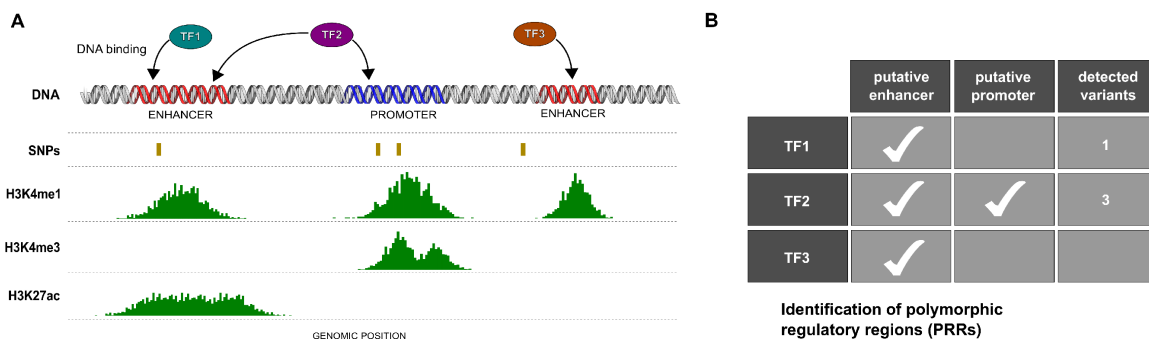 A
TF1
TF2
TF3
DNA binding
DNA
ENHANCER
PROMOTER
ENHANCER
SNPs
H3K4me1
H3K4me3
H3K27ac
GENOMIC POSITION
B
putative enhancer
putative promoter
detected variants
TF1
1
TF2
3
TF3
Identification of polymorphic
regulatory regions (PRRs)